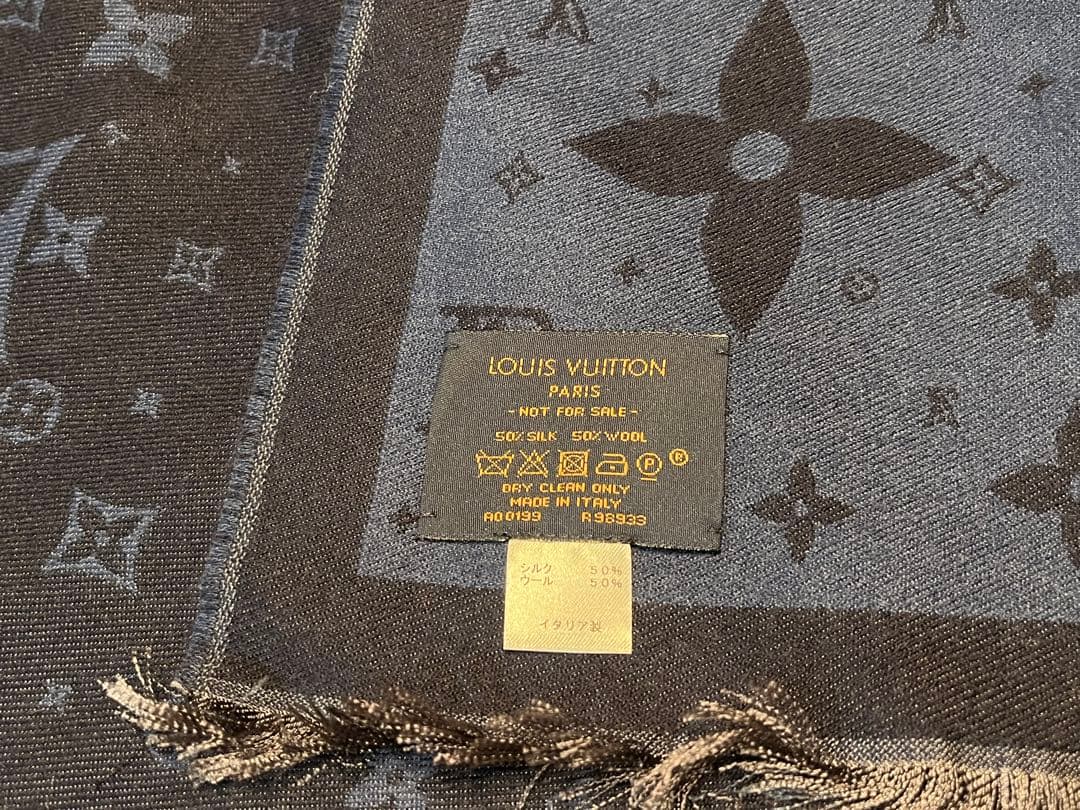 LOUIS VUITTON
PARIS
- NOT FOR SALE -
50% SILK 50% WOOL
P ®
DRY CLEAN ONLY
MADE IN ITALY
A00199 R98933
シルク 50%
ウール 50%
イタリア製